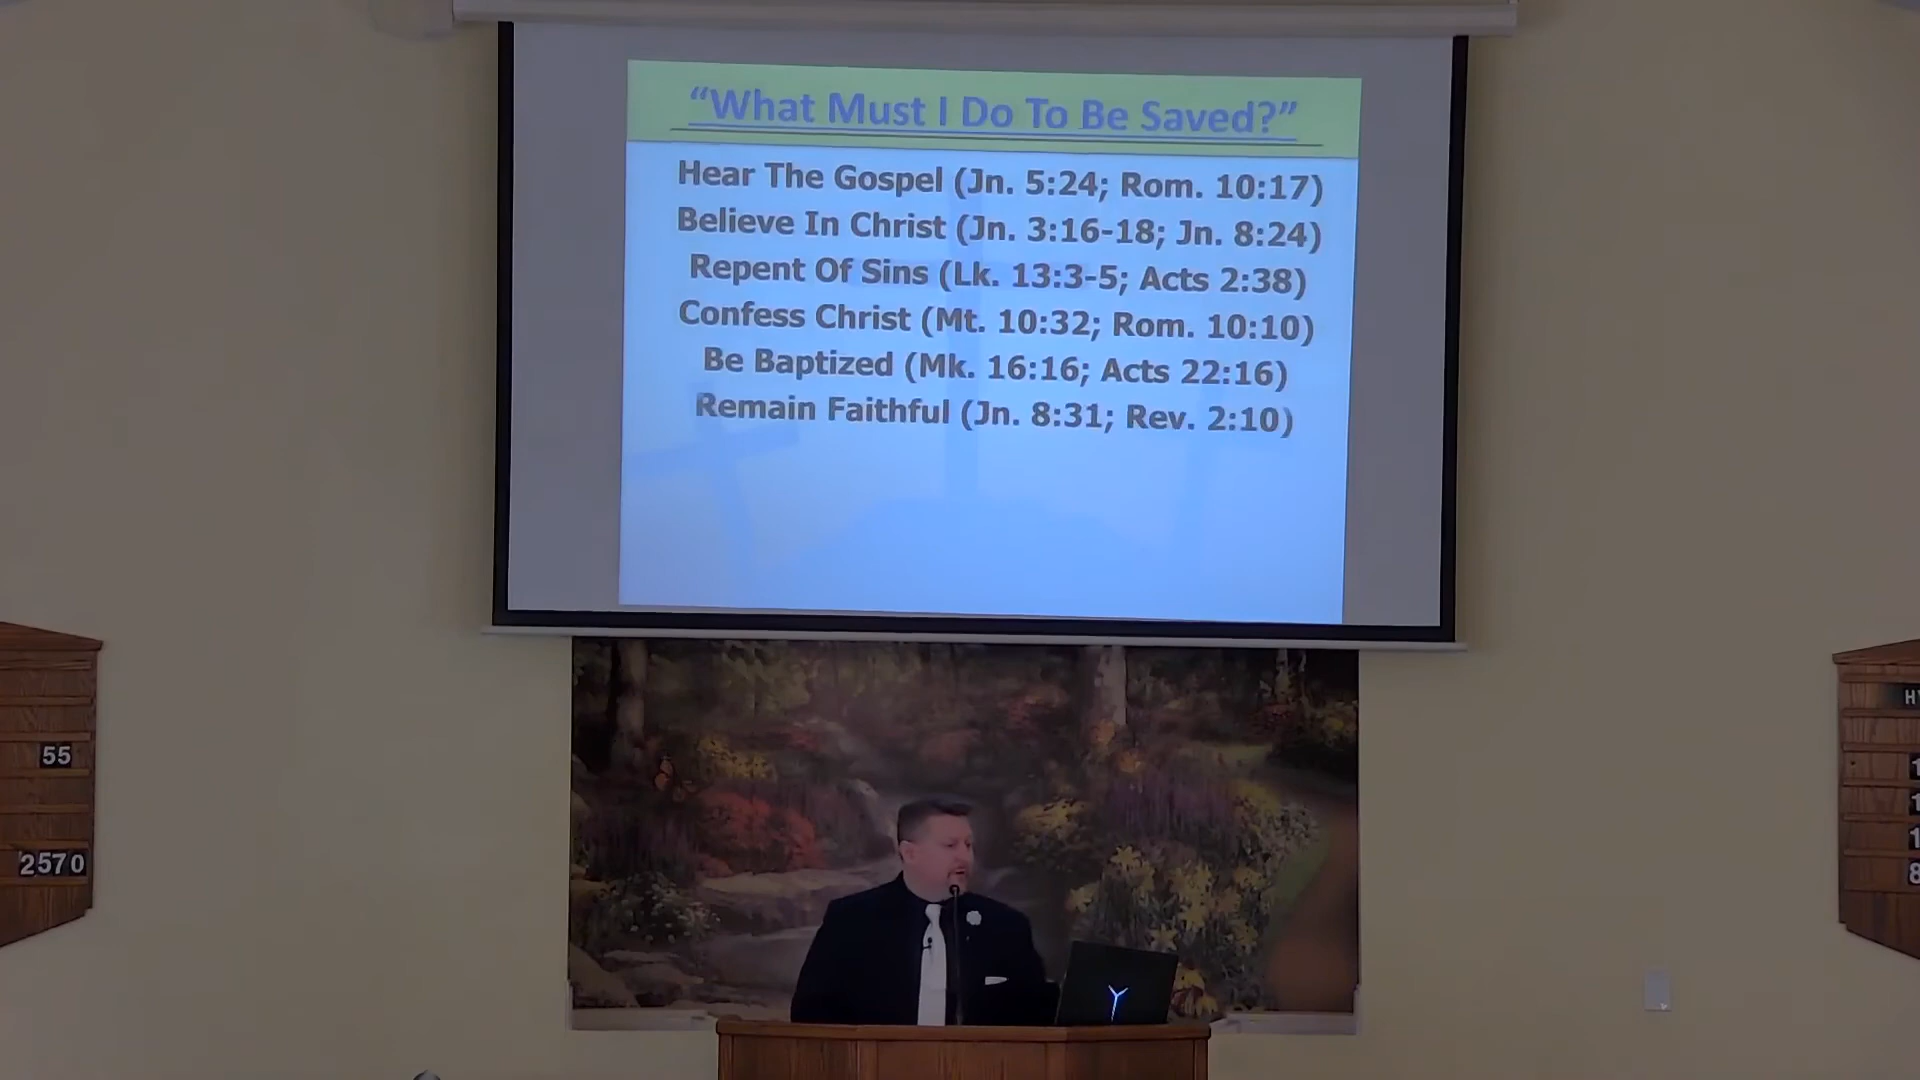 “What Must I Do To Be Saved?”
Hear The Gospel (Jn. 5:24; Rom. 10:17)
Believe In Christ (Jn. 3:16-18; Jn. 8:24)
Repent Of Sins (Lk. 13:3-5; Acts 2:38)
Confess Christ (Mt. 10:32; Rom. 10:10)
Be Baptized (Mk. 16:16; Acts 22:16)
Remain Faithful (Jn. 8:31; Rev. 2:10)
55
2570